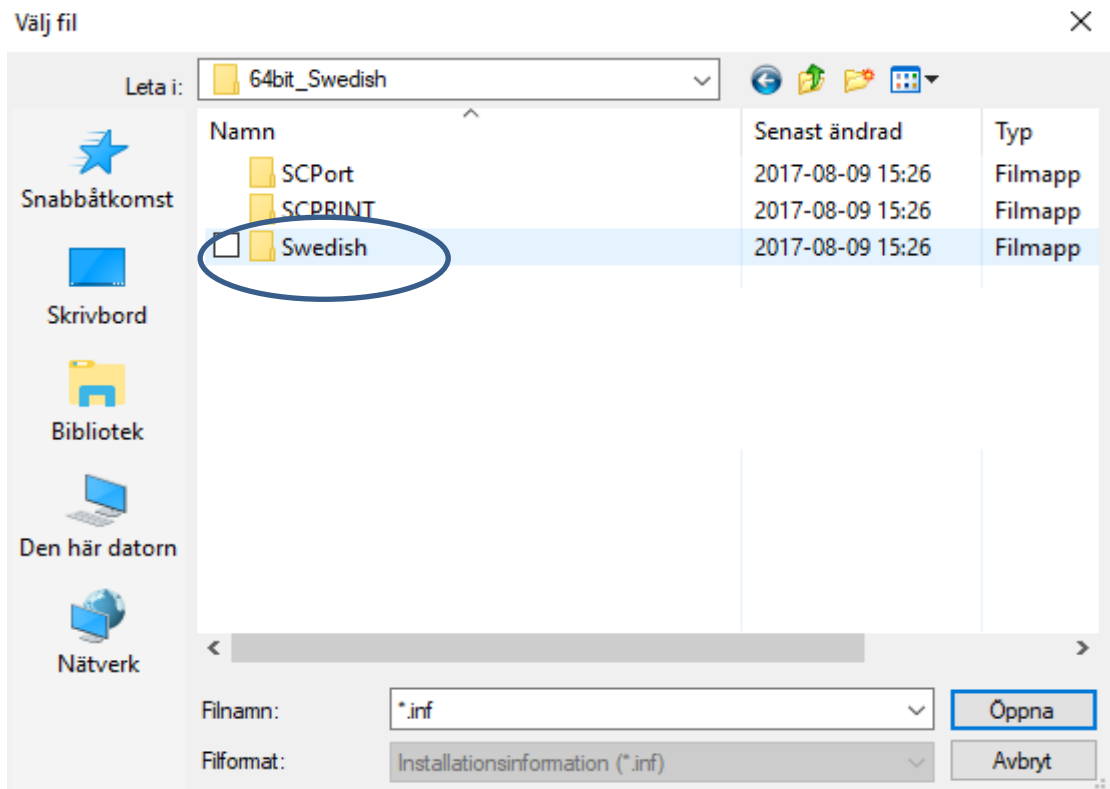 Välj fil
Leta i: 64bit_Swedish
Namn Senast ändrad Typ
SCPort 2017-08-09 15:26 Filmapp
SCPRINT 2017-08-09 15:26 Filmapp
Swedish 2017-08-09 15:26 Filmapp
Snabbåtkomst
Skrivbord
Bibliotek
Den här datorn
Nätverk
Filnamn: *.inf Öppna
Filformat: Installationsinformation (*.inf) Avbryt